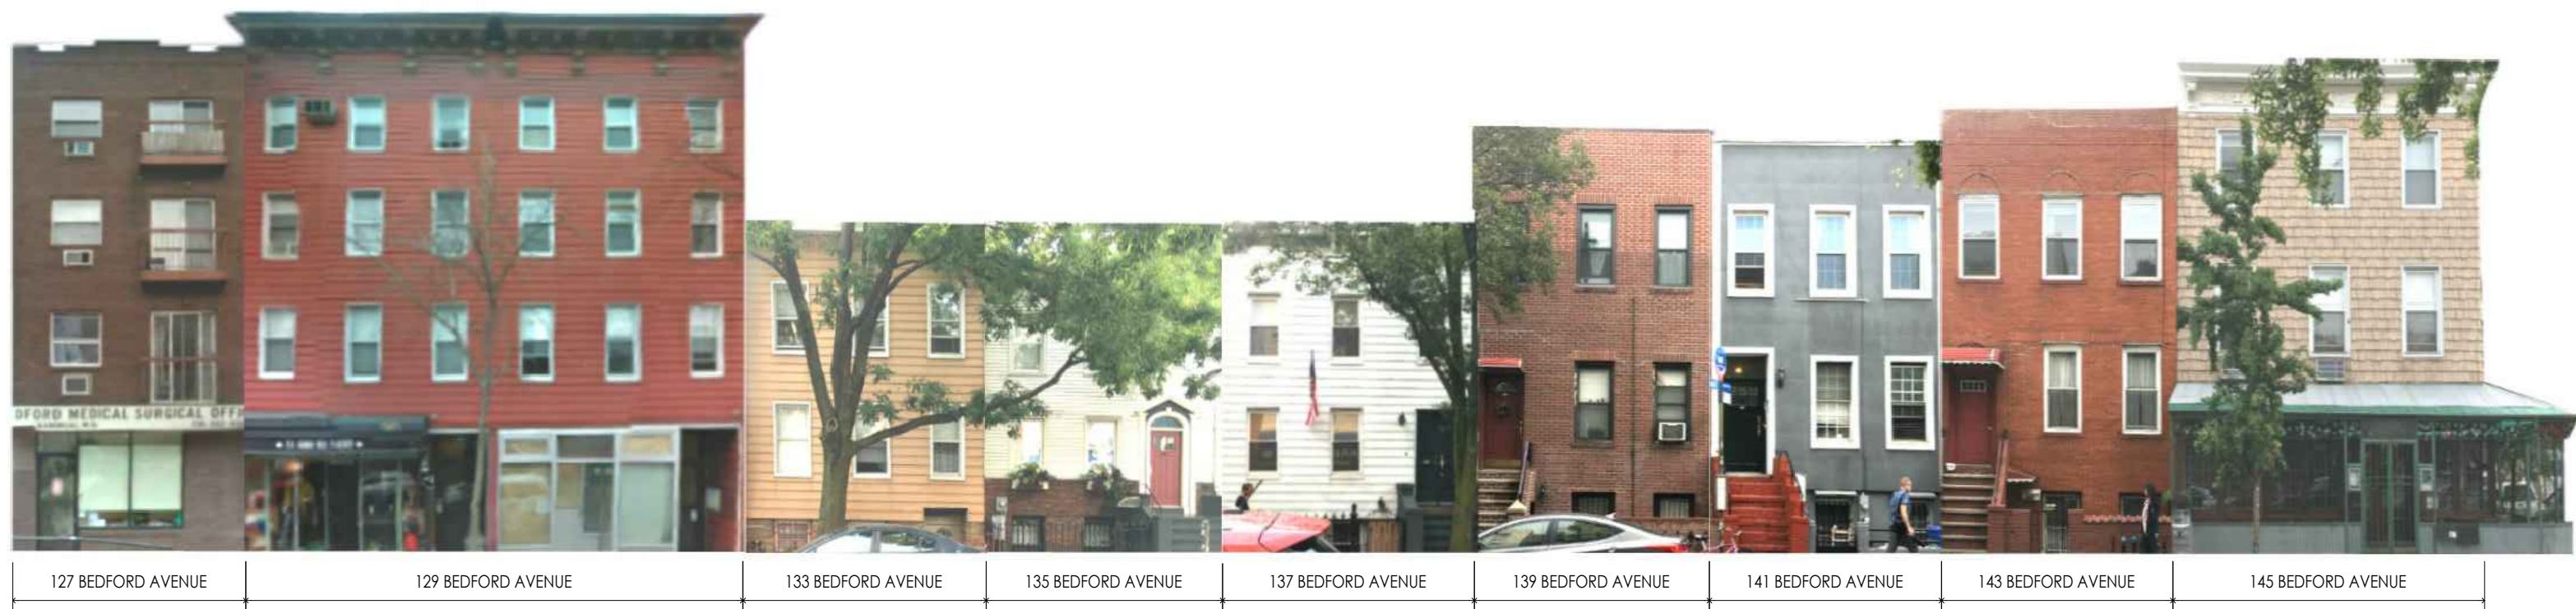 DFORD MEDICAL SURGICAL OFFI
127 BEDFORD AVENUE
129 BEDFORD AVENUE
133 BEDFORD AVENUE
135 BEDFORD AVENUE
137 BEDFORD AVENUE
139 BEDFORD AVENUE
141 BEDFORD AVENUE
143 BEDFORD AVENUE
145 BEDFORD AVENUE